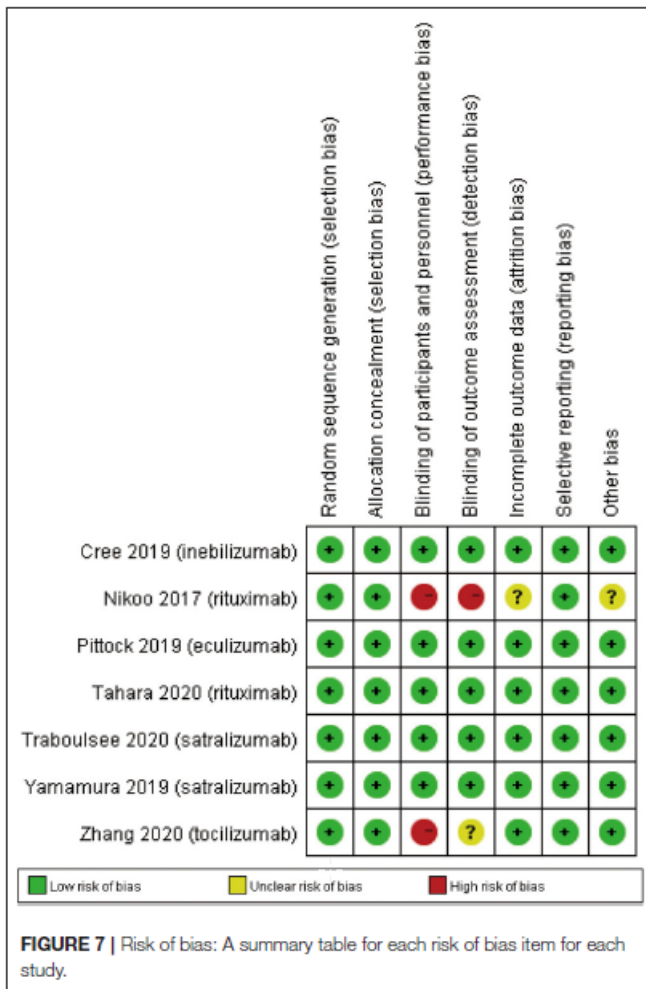 Random sequence generation (selection bias)
Allocation concealment (selection bias)
Blinding of participants and personnel (performance bias)
Blinding of outcome assessment (detection bias)
Incomplete outcome data (attrition bias)
Selective reporting (reporting bias)
Other bias
Cree 2019 (inebilizumab) + + + + + + +
Nikoo 2017 (rituximab) + + - - ? + ?
Pittock 2019 (eculizumab) + + + + + + +
Tahara 2020 (rituximab) + + + + + + +
Traboulsee 2020 (satralizumab) + + + + + + +
Yamamura 2019 (satralizumab) + + + + + + +
Zhang 2020 (tocilizumab) + + - ? + + +
Low risk of bias Unclear risk of bias High risk of bias
FIGURE 7 | Risk of bias: A summary table for each risk of bias item for each
study.